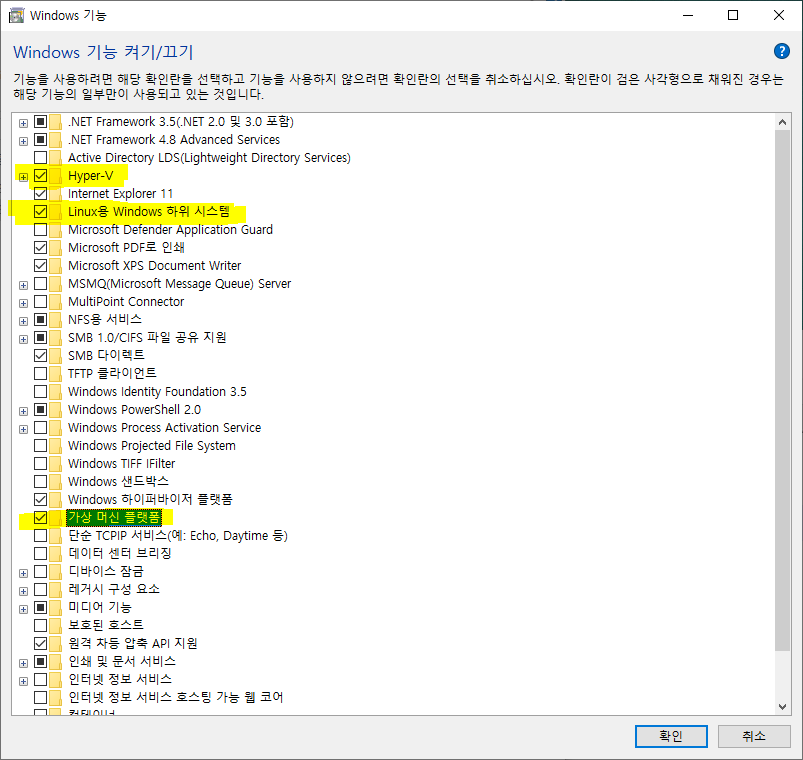 Windows 기능
Windows 기능 켜기/끄기
기능을 사용하려면 해당 확인란을 선택하고 기능을 사용하지 않으려면 확인란의 선택을 취소하십시오. 확인란이 검은 사각형으로 채워진 경우는
해당 기능의 일부만이 사용되고 있는 것입니다.
.NET Framework 3.5(.NET 2.0 및 3.0 포함)
.NET Framework 4.8 Advanced Services
Active Directory LDS(Lightweight Directory Services)
Hyper-V
Internet Explorer 11
Linux용 Windows 하위 시스템
Microsoft Defender Application Guard
Microsoft PDF로 인쇄
Microsoft XPS Document Writer
MSMQ(Microsoft Message Queue) Server
MultiPoint Connector
NFS용 서비스
SMB 1.0/CIFS 파일 공유 지원
SMB 다이렉트
TFTP 클라이언트
Windows Identity Foundation 3.5
Windows PowerShell 2.0
Windows Process Activation Service
Windows Projected File System
Windows TIFF IFilter
Windows 샌드박스
Windows 하이퍼바이저 플랫폼
가상 머신 플랫폼
단순 TCPIP 서비스(예: Echo, Daytime 등)
데이터 센터 브리징
디바이스 잠금
레거시 구성 요소
미디어 기능
보호된 호스트
원격 차등 압축 API 지원
인쇄 및 문서 서비스
인터넷 정보 서비스
인터넷 정보 서비스 호스팅 가능 웹 코어
확인
취소